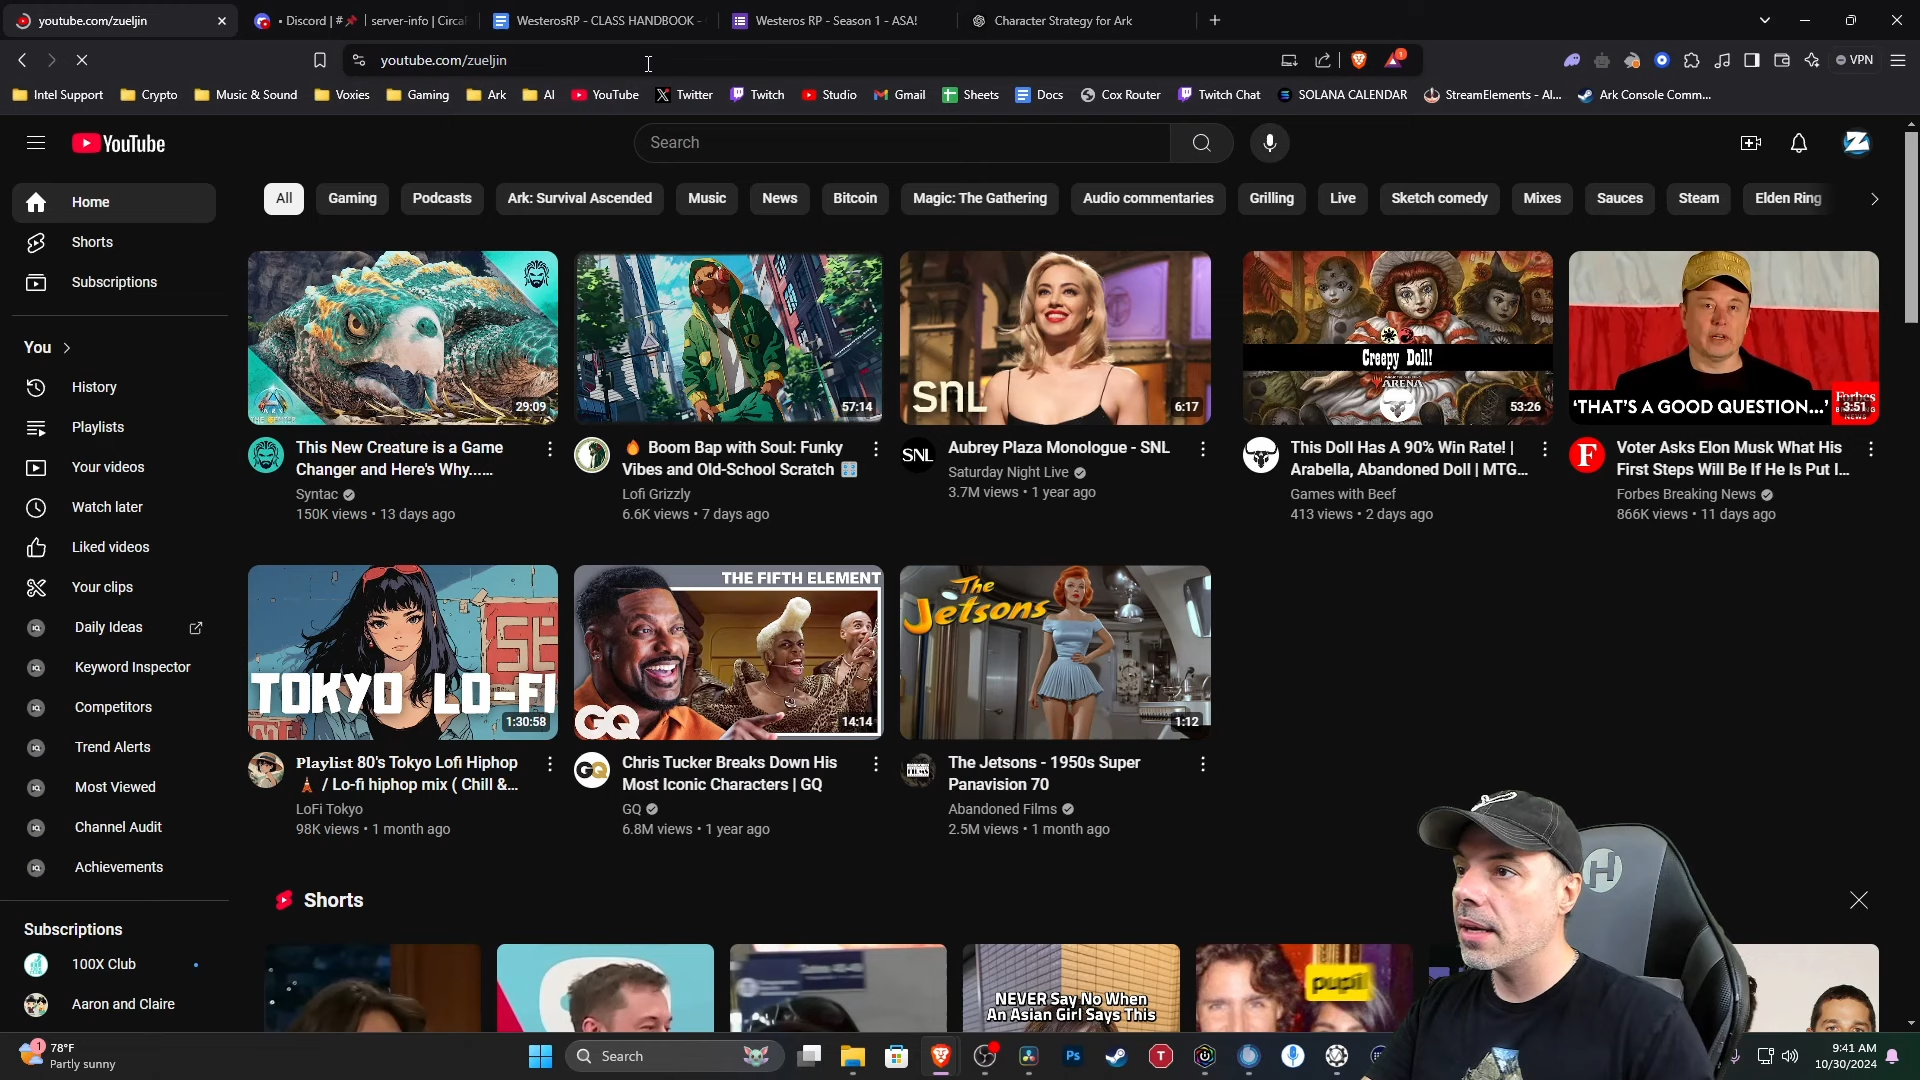 youtube.com/zueljin
• Discord | # | server-info | Circa
WesterosRP - CLASS HANDBOOK -
Westeros RP - Season 1 - ASA!
Character Strategy for Ark
youtube.com/zueljin
1
VPN
Intel Support
Crypto
Music & Sound
Voxies
Gaming
Ark
AI
YouTube
Twitter
Twitch
Studio
Gmail
Sheets
Docs
Cox Router
Twitch Chat
SOLANA CALENDAR
StreamElements - Al...
Ark Console Comm...
YouTube
Search
Home
Shorts
Subscriptions
You
History
Playlists
Your videos
Watch later
Liked videos
Your clips
Daily Ideas
Keyword Inspector
Competitors
Trend Alerts
Most Viewed
Channel Audit
Achievements
Subscriptions
100X Club
Aaron and Claire
All
Gaming
Podcasts
Ark: Survival Ascended
Music
News
Bitcoin
Magic: The Gathering
Audio commentaries
Grilling
Live
Sketch comedy
Mixes
Sauces
Steam
Elden Ring
29:09
This New Creature is a Game
Changer and Here's Why......
Syntac
150K views • 13 days ago
57:14
🔥 Boom Bap with Soul: Funky
Vibes and Old-School Scratch
Lofi Grizzly
6.6K views • 7 days ago
SNL
6:17
SNL
Aubrey Plaza Monologue - SNL
Saturday Night Live
3.7M views • 1 year ago
Creepy Doll!
ARENA
53:26
This Doll Has A 90% Win Rate! |
Arabella, Abandoned Doll | MTG...
Games with Beef
413 views • 2 days ago
'THAT'S A GOOD QUESTION...'
Forbes
3:51
NEWS
F
Voter Asks Elon Musk What His
First Steps Will Be If He Is Put I...
Forbes Breaking News
866K views • 11 days ago
TOKYO LO-FI
1:30:58
Playlist 80's Tokyo Lofi Hiphop
🗼 / Lo-fi hiphop mix ( Chill &...
LoFi Tokyo
98K views • 1 month ago
THE FIFTH ELEMENT
GQ
14:14
GQ
Chris Tucker Breaks Down His
Most Iconic Characters | GQ
GQ
6.8M views • 1 year ago
The
Jetsons
1:12
The Jetsons - 1950s Super
Panavision 70
Abandoned Films
2.5M views • 1 month ago
Shorts
NEVER Say No When
An Asian Girl Says This
pupil
1
78°F
Partly sunny
Search
Ps
T
9:41 AM
10/30/2024